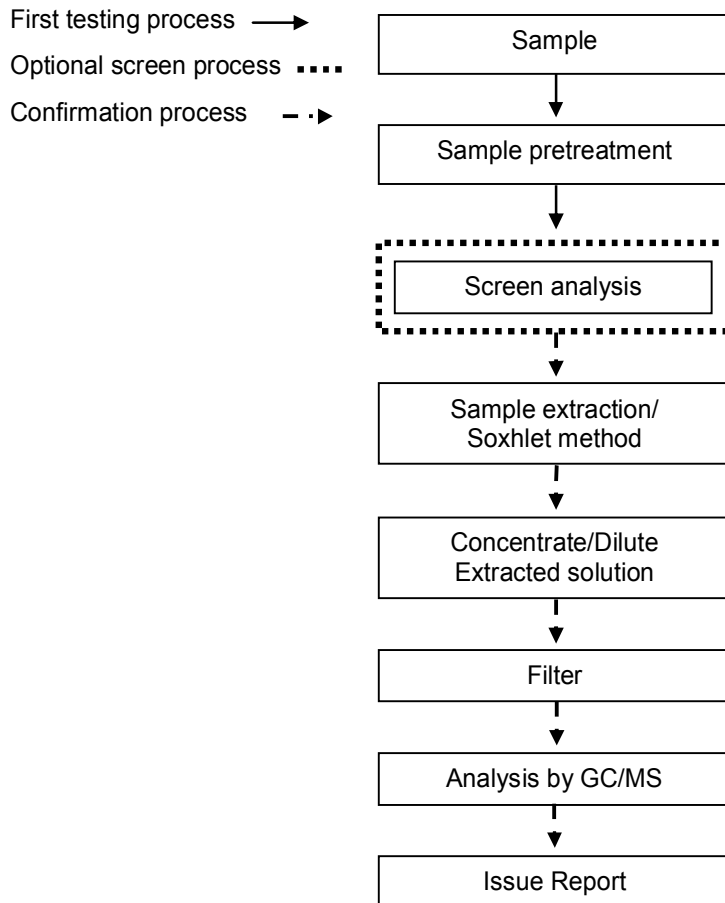 First testing process
Optional screen process
Confirmation process
Sample
Sample pretreatment
Screen analysis
Sample extraction/
Soxhlet method
Concentrate/Dilute
Extracted solution
Filter
Analysis by GC/MS
Issue Report